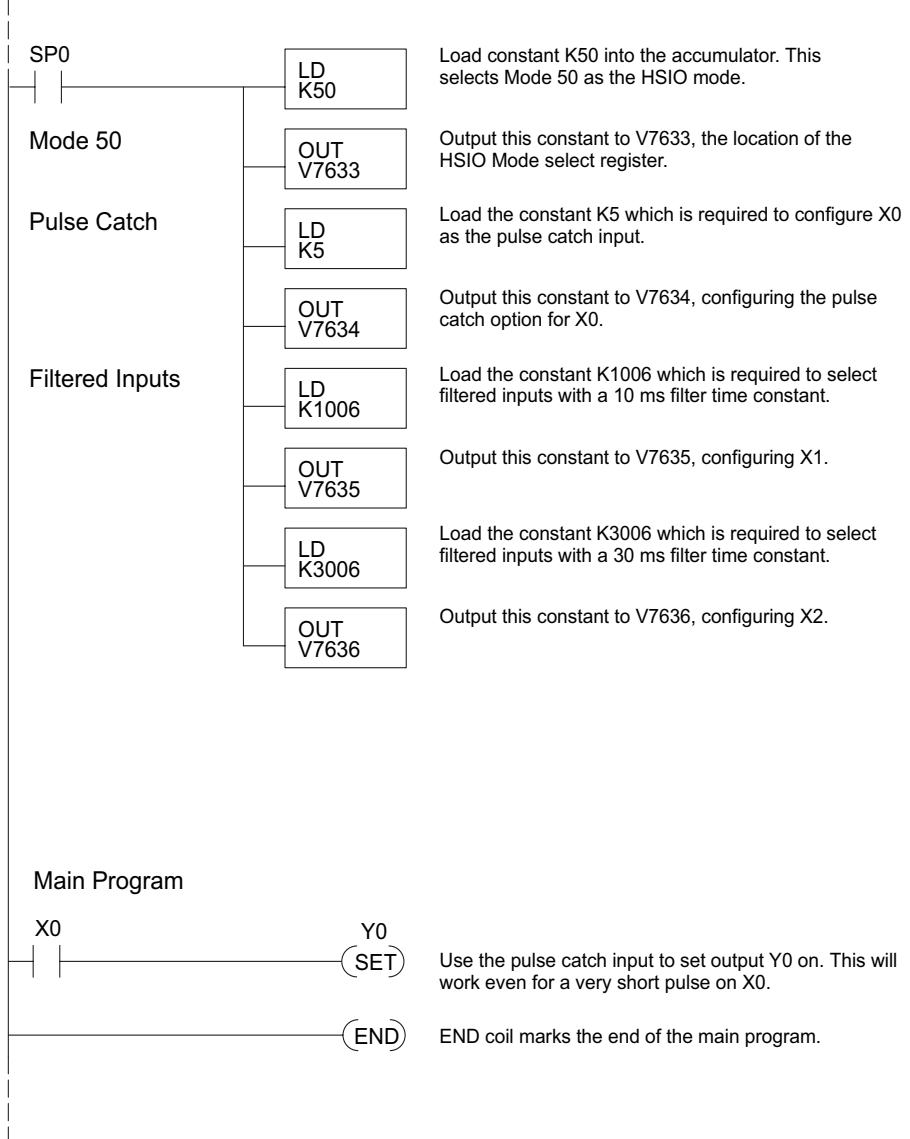 SP0
LD
K50
Load constant K50 into the accumulator. This
selects Mode 50 as the HSIO mode.
Mode 50
OUT
V7633
Output this constant to V7633, the location of the
HSIO Mode select register.
Pulse Catch
LD
K5
Load the constant K5 which is required to configure X0
as the pulse catch input.
OUT
V7634
Output this constant to V7634, configuring the pulse
catch option for X0.
Filtered Inputs
LD
K1006
Load the constant K1006 which is required to select
filtered inputs with a 10 ms filter time constant.
OUT
V7635
Output this constant to V7635, configuring X1.
LD
K3006
Load the constant K3006 which is required to select
filtered inputs with a 30 ms filter time constant.
OUT
V7636
Output this constant to V7636, configuring X2.
Main Program
X0
Y0
SET
Use the pulse catch input to set output Y0 on. This will
work even for a very short pulse on X0.
END
END coil marks the end of the main program.